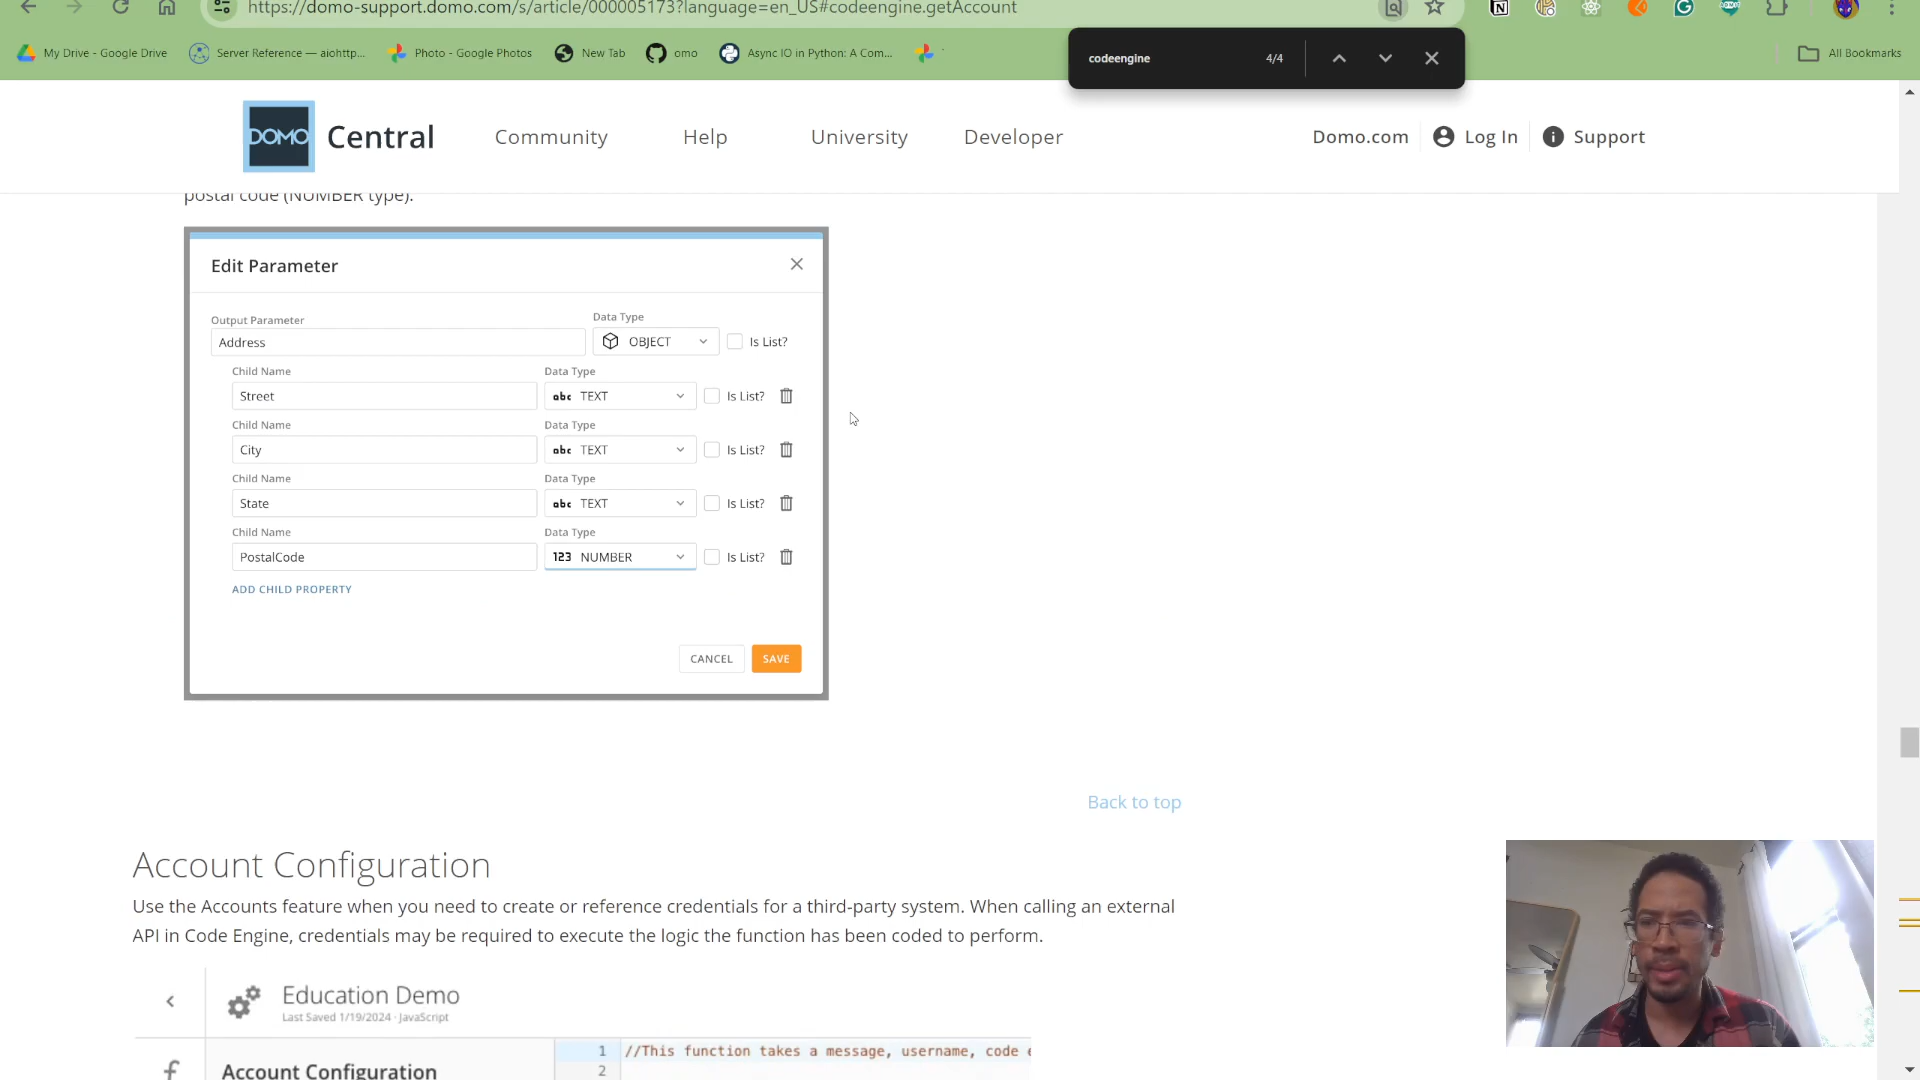 https://domo-support.domo.com/s/article/000005173?language=en_US#codeengine.getAccount
My Drive - Google Drive
Server Reference — aiohttp...
Photo - Google Photos
New Tab
omo
Async IO in Python: A Com...
codeengine
4/4
All Bookmarks
DOMO
Central
Community
Help
University
Developer
Domo.com
Log In
Support
postal code (NUMBER type).
Edit Parameter
Output Parameter
Data Type
Address
OBJECT
Is List?
Child Name
Data Type
Street
abc TEXT
Is List?
Child Name
Data Type
City
abc TEXT
Is List?
Child Name
Data Type
State
abc TEXT
Is List?
Child Name
Data Type
PostalCode
123 NUMBER
Is List?
ADD CHILD PROPERTY
CANCEL
SAVE
Back to top
Account Configuration
Use the Accounts feature when you need to create or reference credentials for a third-party system. When calling an external
API in Code Engine, credentials may be required to execute the logic the function has been coded to perform.
Education Demo
Last Saved 1/19/2024 · JavaScript
1 //This function takes a message, username, code
2
Account Configuration